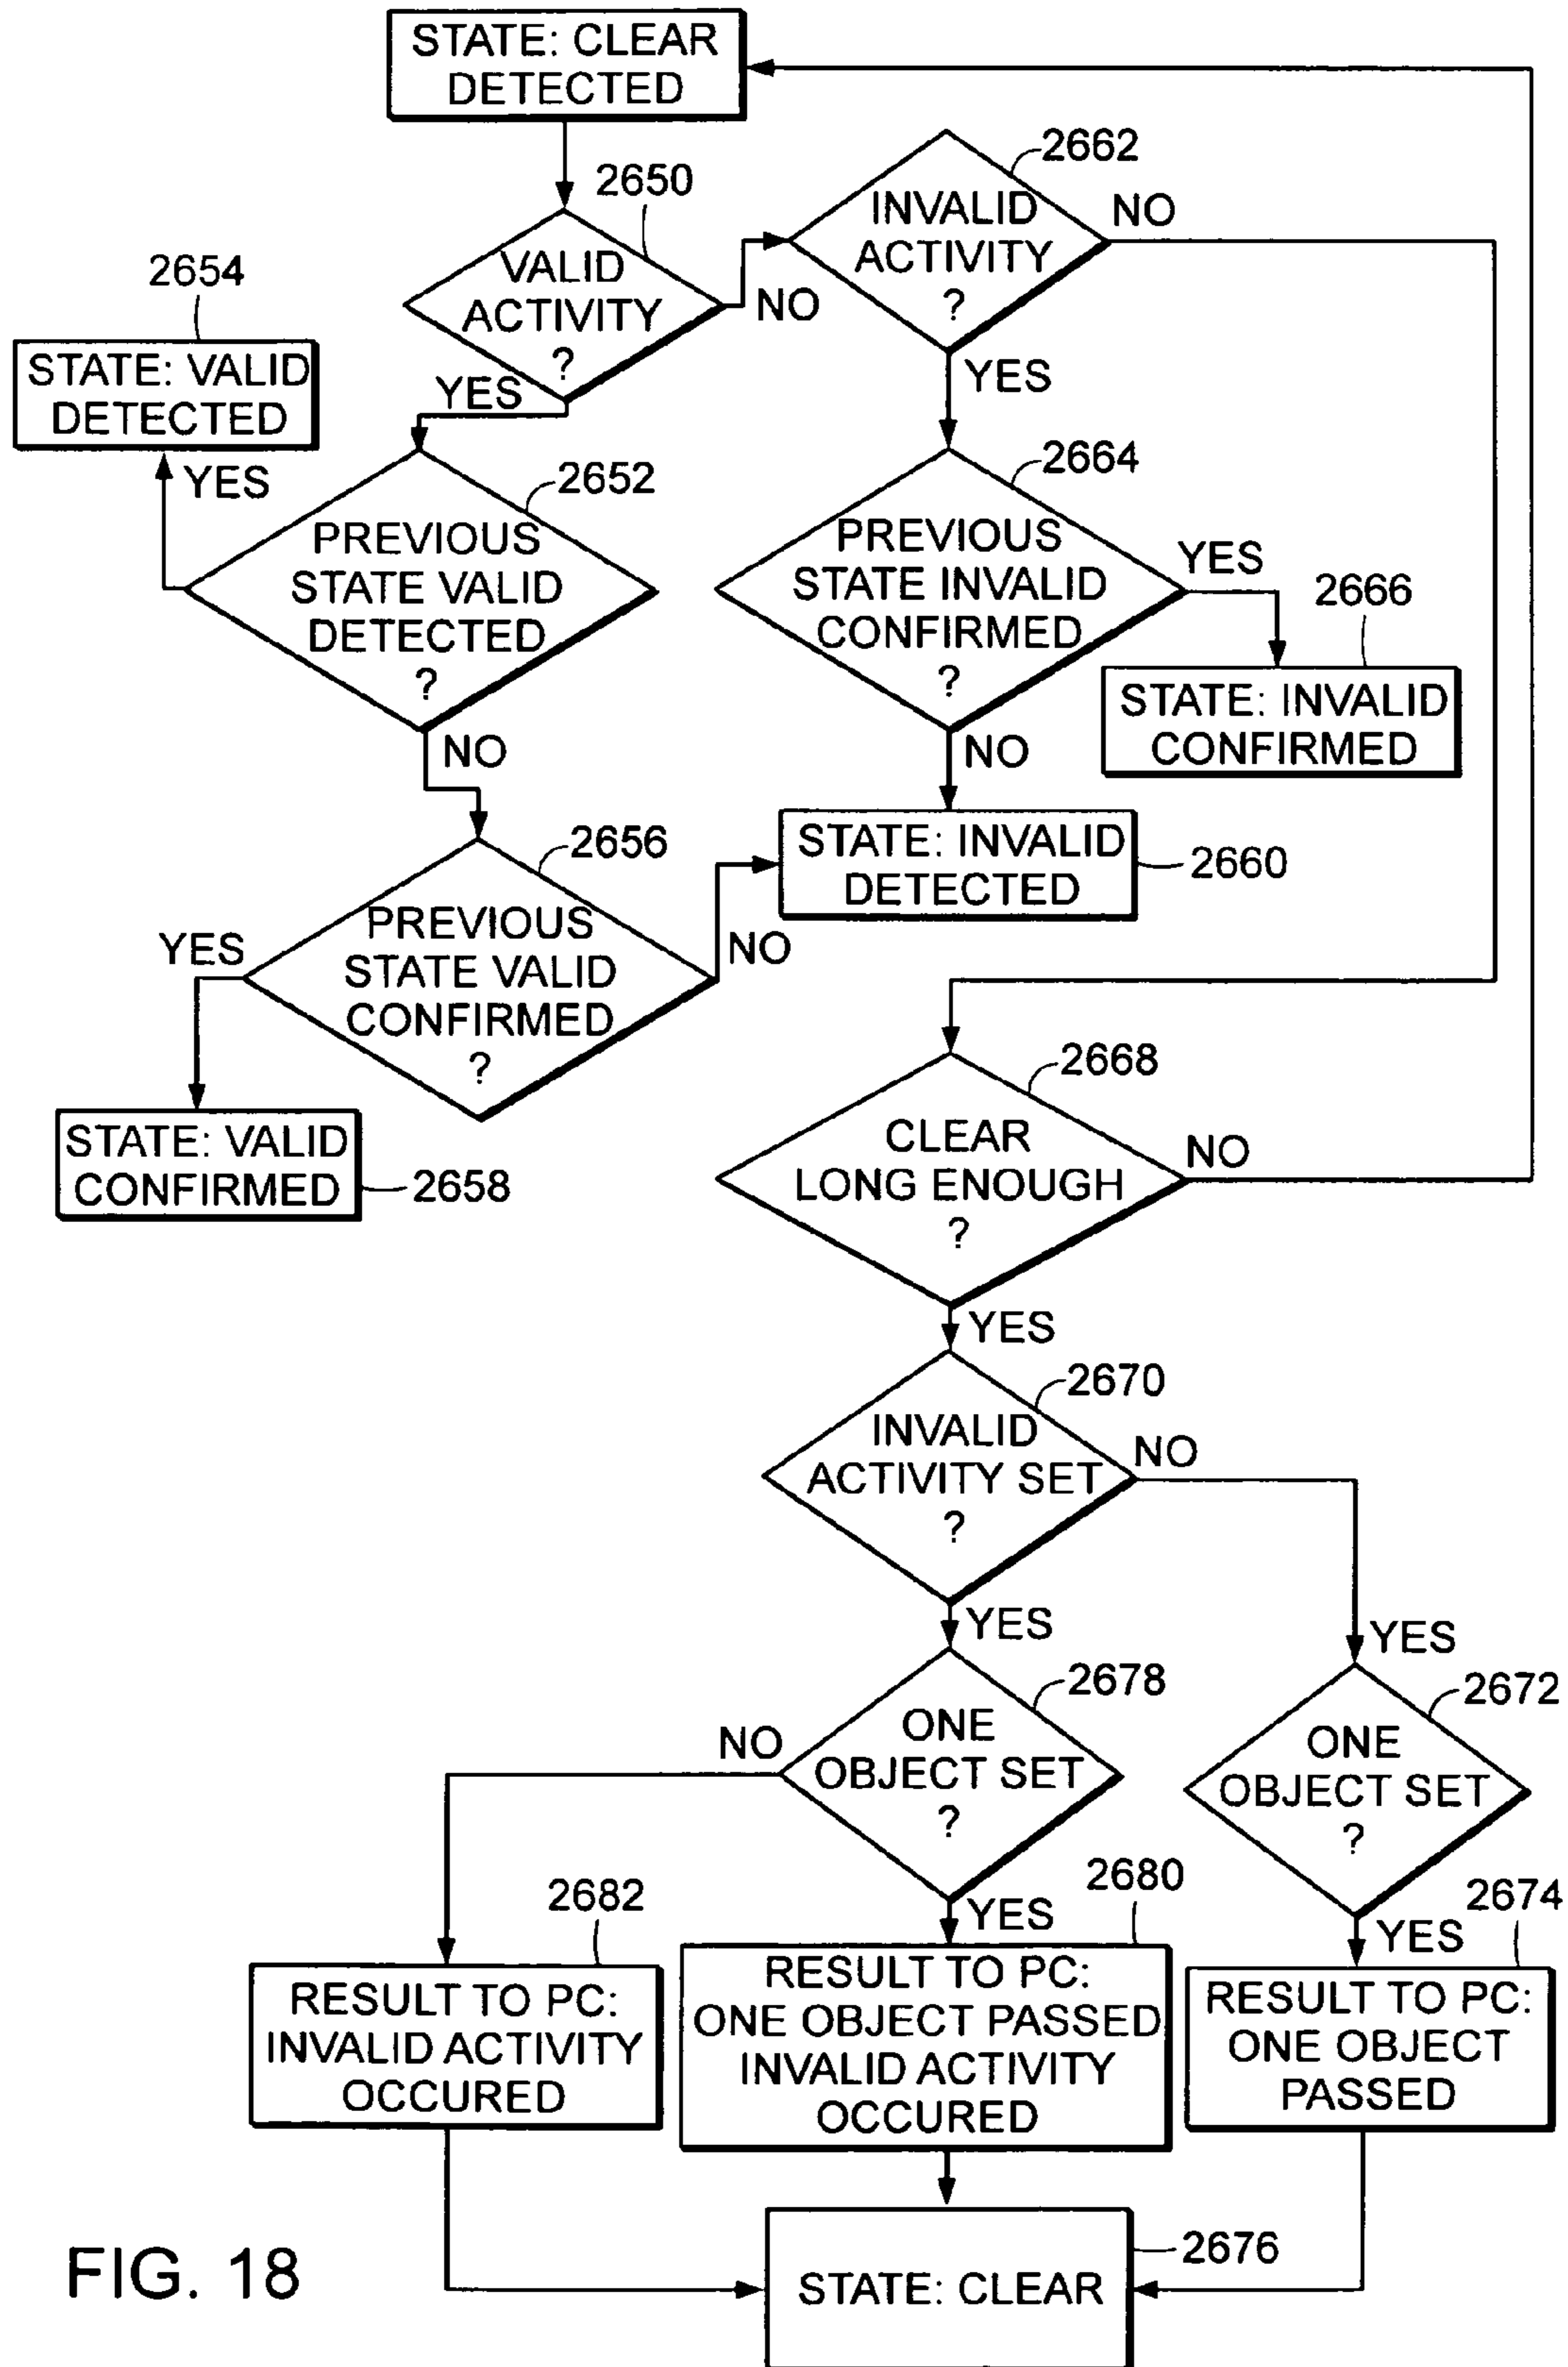 STATE: CLEAR
DETECTED
2650
VALID
ACTIVITY
?
NO
YES
2662
INVALID
ACTIVITY
?
NO
YES
2654
STATE: VALID
DETECTED
YES
2652
PREVIOUS
STATE VALID
DETECTED
?
NO
2664
PREVIOUS
STATE INVALID
CONFIRMED
?
YES
NO
2666
STATE: INVALID
CONFIRMED
2656
PREVIOUS
STATE VALID
CONFIRMED
?
YES
NO
STATE: INVALID
DETECTED
2660
STATE: VALID
CONFIRMED
2658
2668
CLEAR
LONG ENOUGH
?
NO
YES
2670
INVALID
ACTIVITY SET
?
NO
YES
YES
2678
ONE
OBJECT SET
?
NO
YES
2672
ONE
OBJECT SET
?
YES
2682
RESULT TO PC:
INVALID ACTIVITY
OCCURED
2680
RESULT TO PC:
ONE OBJECT PASSED
INVALID ACTIVITY
OCCURED
2674
RESULT TO PC:
ONE OBJECT
PASSED
2676
STATE: CLEAR
FIG. 18